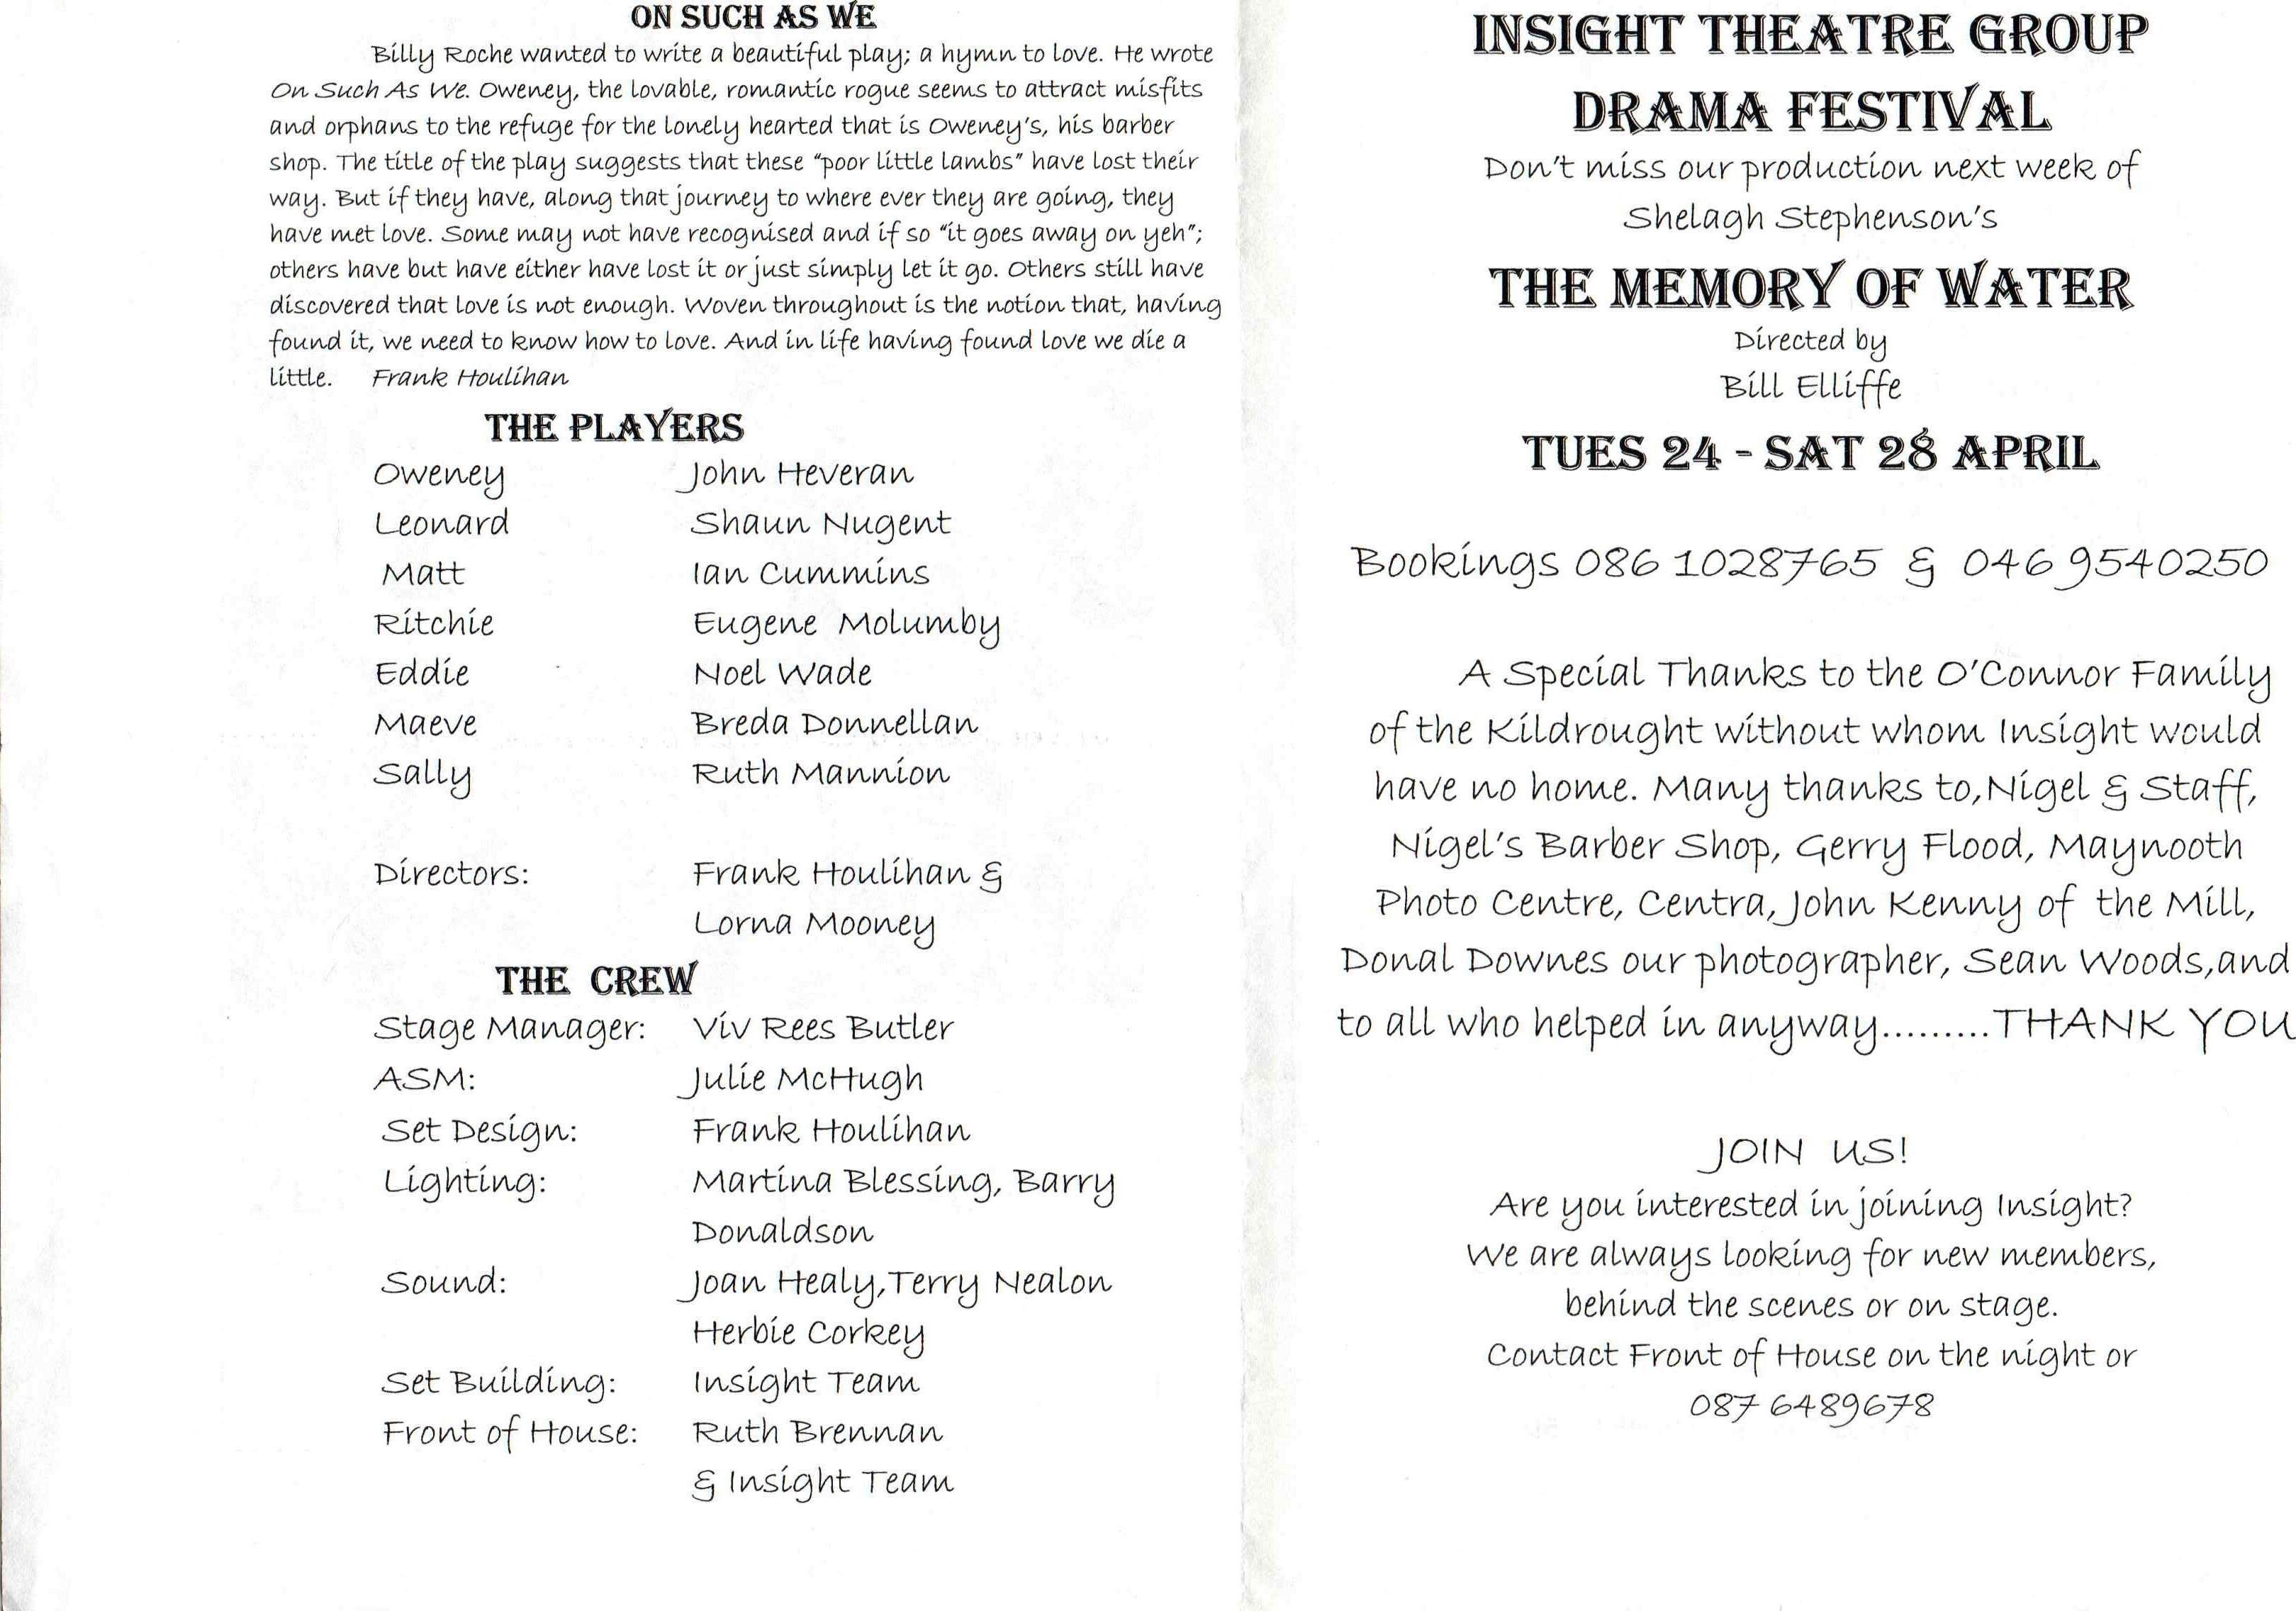 ON SUCH AS WE
Billy Roche wanted to write a beautiful play; a hymn to love. He wrote
On Such As We. Oweney, the lovable, romantic rogue seems to attract misfits
and orphans to the refuge for the lonely hearted that is Oweney's, his barber
shop. The title of the play suggests that these "poor little lambs" have lost their
way. But if they have, along that journey to where ever they are going, they
have met love. Some may not have recognised and if so "it goes away on yeh";
others have but have either have lost it or just simply let it go. Others still have
discovered that love is not enough. Woven throughout is the notion that, having
found it, we need to know how to love. And in life having found love we die a
little. Frank Houlihan
THE PLAYERS
Oweney John Heveran
Leonard Shaun Nugent
Matt Ian Cummins
Ritchie Eugene Molumby
Eddie Noel Wade
Maeve Breda Donnellan
Sally Ruth Mannion
Directors: Frank Houlihan &
Lorna Mooney
THE CREW
Stage Manager: Viv Rees Butler
ASM: Julie McHugh
Set Design: Frank Houlihan
Lighting: Martina Blessing, Barry
Donaldson
Sound: Joan Healy,Terry Nealon
Herbie Corkey
Set Building: Insight Team
Front of House: Ruth Brennan
& Insight Team
INSIGHT THEATRE GROUP
DRAMA FESTIVAL
Don't miss our production next week of
Shelagh Stephenson's
THE MEMORY OF WATER
Directed by
Bill Elliffe
TUES 24 - SAT 28 APRIL
Bookings 086 1028765 & 046 9540250
A Special Thanks to the O'Connor Family
of the Kildrought without whom Insight would
have no home. Many thanks to,Nigel & Staff,
Nigel's Barber Shop, Gerry Flood, Maynooth
Photo Centre, Centra,John Kenny of the Mill,
Donal Downes our photographer, Sean Woods,and
to all who helped in anyway.........THANK YOU
JOIN US!
Are you interested in joining Insight?
We are always looking for new members,
behind the scenes or on stage.
Contact Front of House on the night or
087 6489678